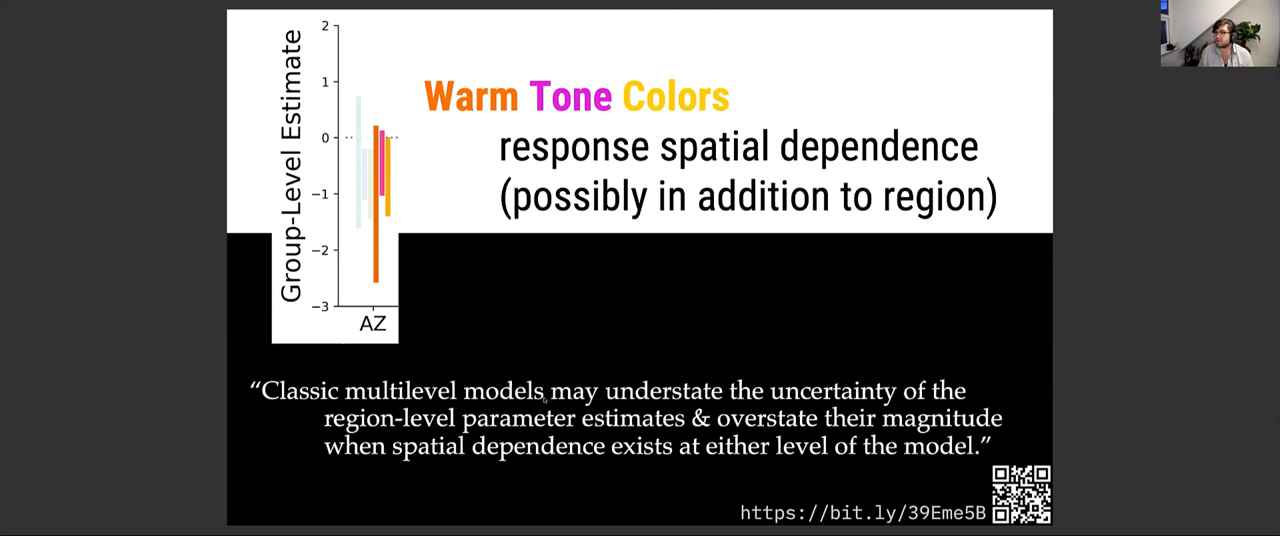 Group-Level Estimate
2
1
0
−1
−2
−3
AZ
Warm Tone Colors
response spatial dependence
(possibly in addition to region)
“Classic multilevel models may understate the uncertainty of the
region-level parameter estimates & overstate their magnitude
when spatial dependence exists at either level of the model.”
https://bit.ly/39Eme5B